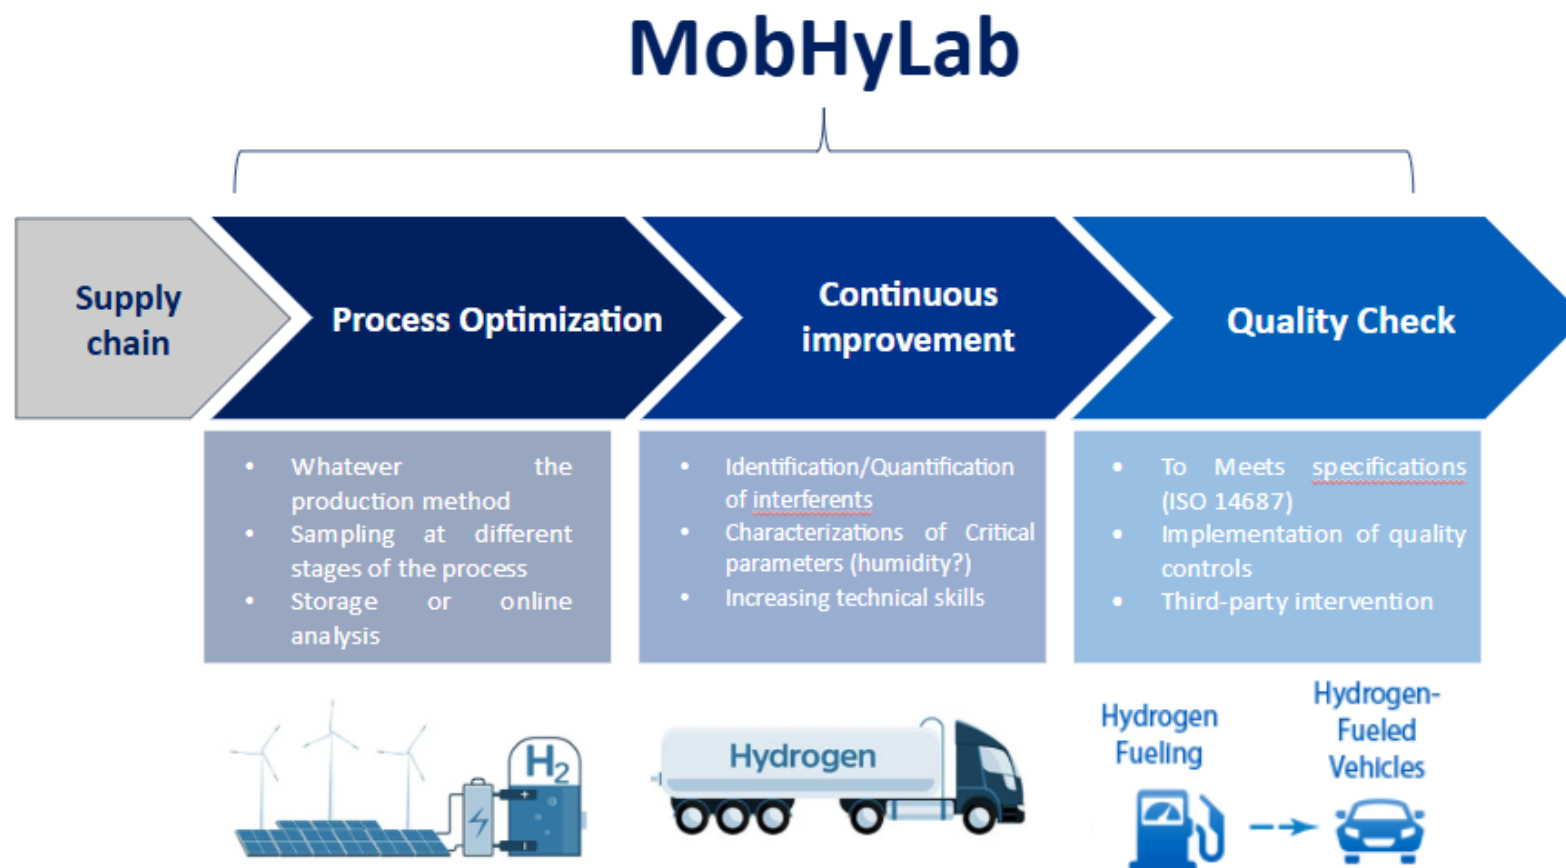 MobHyLab
Supply
chain
Process Optimization
Continuous
improvement
Quality Check
• Whatever the
production method
• Sampling at different
stages of the process
• Storage or online
analysis
• Identification/Quantification
of interferents
• Characterizations of Critical
parameters (humidity?)
• Increasing technical skills
• To Meets specifications
(ISO 14687)
• Implementation of quality
controls
• Third-party intervention
H2
+
Hydrogen
Hydrogen
Fueling
Hydrogen-
Fueled
Vehicles